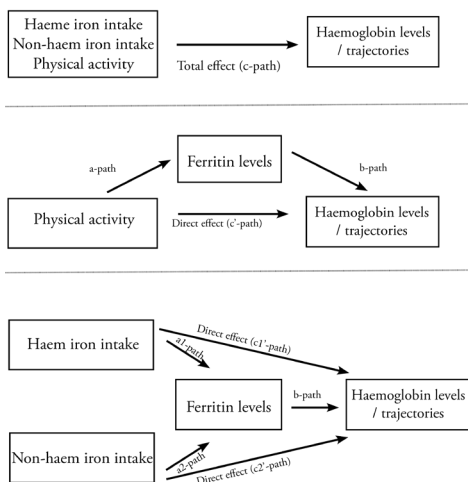 Haeme iron intake
Non-haem iron intake
Physical activity
Total effect (c-path)
Haemoglobin levels
/ trajectories
a-path
Ferritin levels
b-path
Physical activity
Direct effect (c'-path)
Haemoglobin levels
/ trajectories
Haem iron intake
Direct effect (c1'-path)
a1-path
Ferritin levels
b-path
Haemoglobin levels
/ trajectories
Non-haem iron intake
a2-path
Direct effect (c2'-path)